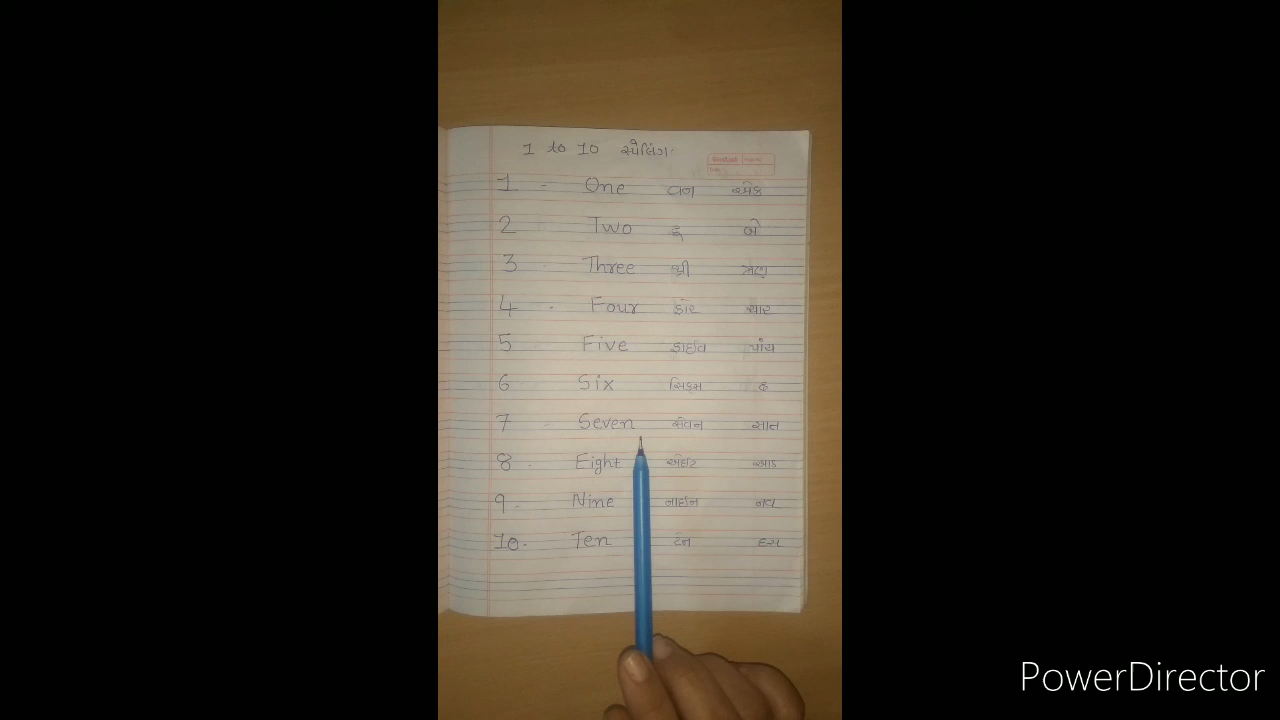 1 to 10 સ્પેલિંગ
1 - One વન એક
2 Two ટૂ બે
3 - Three થ્રી ત્રણ
4 - Four ફોર ચાર
5 Five ફાઈવ પાંચ
6 Six સિક્સ છ
7 - Seven સેવન સાત
8 - Eight એઈટ આઠ
9 - Nine નાઈન નવ
10 - Ten ટેન દસ
PowerDirector